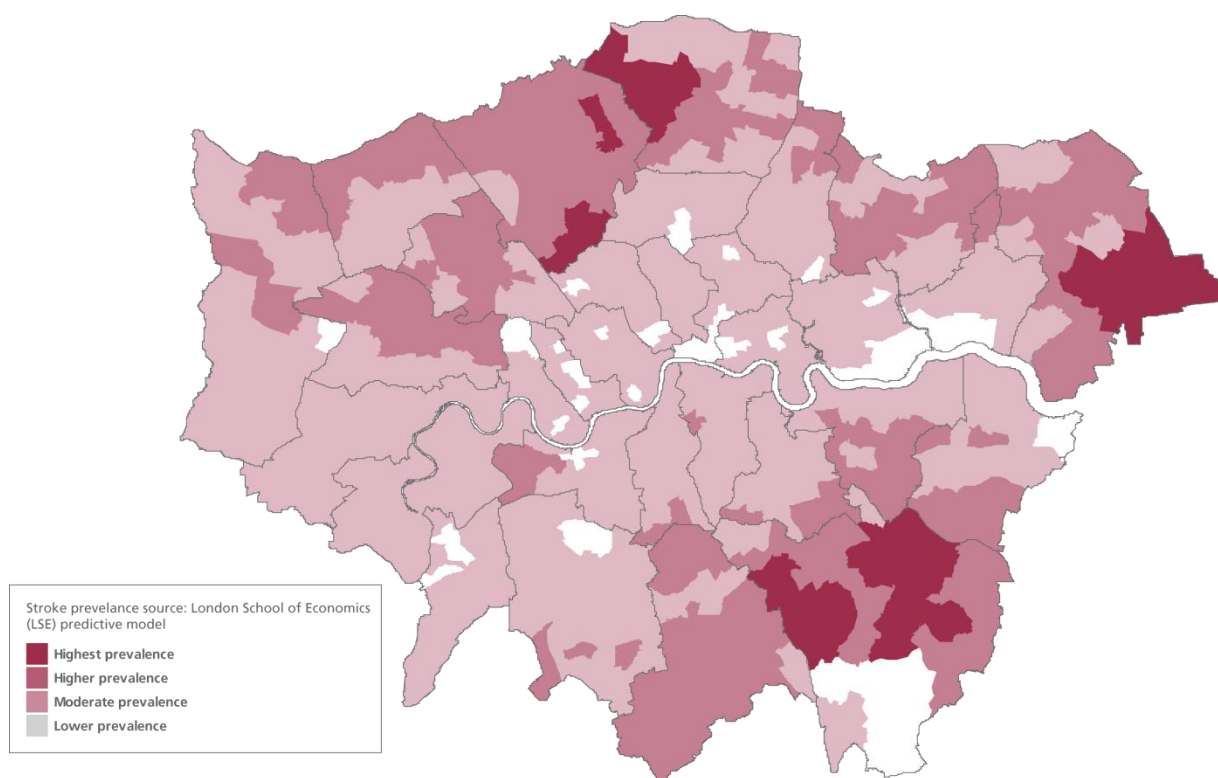 Stroke prevelance source: London School of Economics
(LSE) predictive model
Highest prevalence
Higher prevalence
Moderate prevalence
Lower prevalence